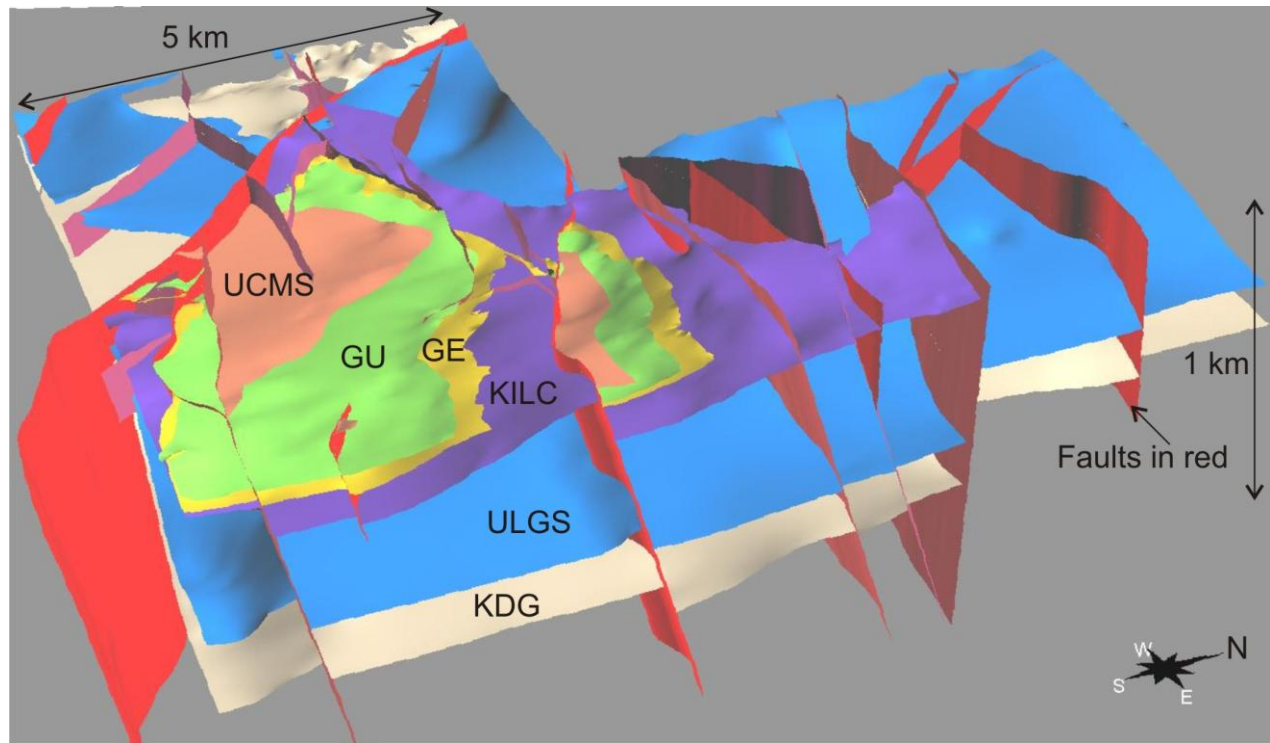 5 km
UCMS
GU
GE
KILC
1 km
Faults in red
ULGS
KDG
W
N
S
E